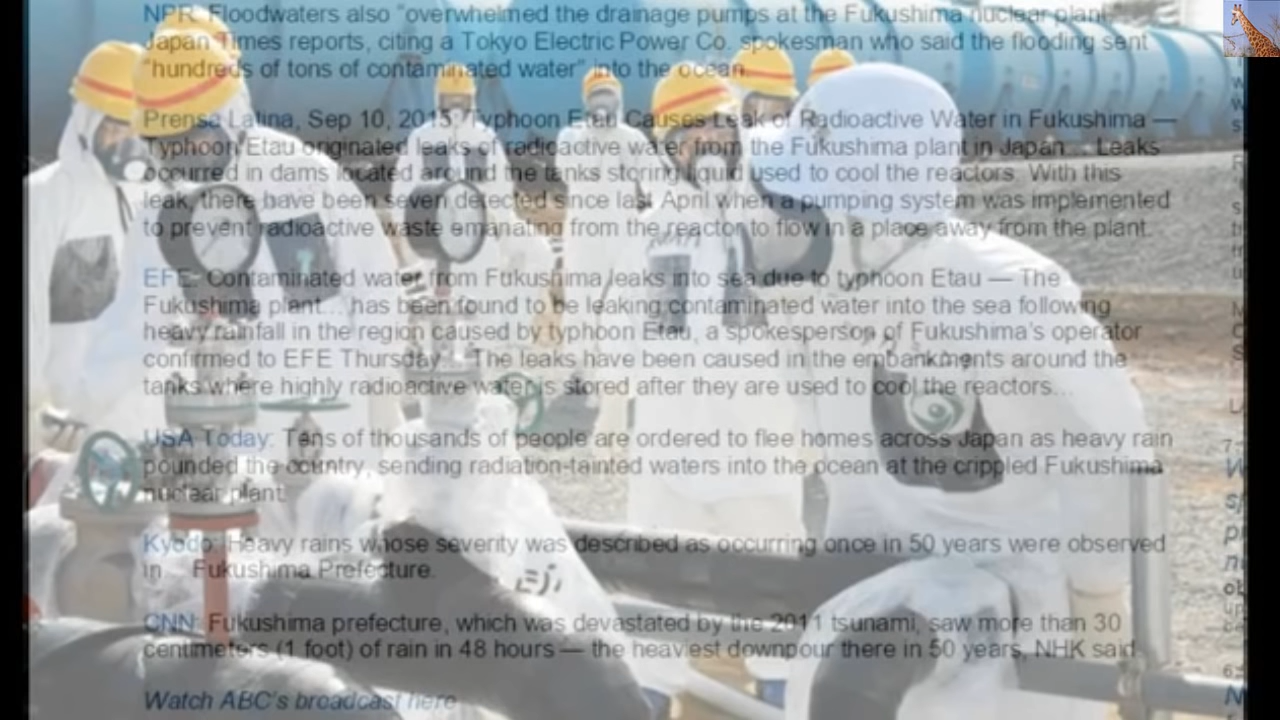 NPR: Floodwaters also “overwhelmed the drainage pumps at the Fukushima nuclear plant,
Japan Times reports, citing a Tokyo Electric Power Co. spokesman who said the flooding sent
“hundreds of tons of contaminated water” into the ocean.
Prensa Latina, Sep 10, 2015: Typhoon Etau Causes Leak of Radioactive Water in Fukushima —
Typhoon Etau originated leaks of radioactive water from the Fukushima plant in Japan… Leaks
occurred in dams located around the tanks storing liquid used to cool the reactors. With this
leak, there have been seven detected since last April when a pumping system was implemented
to prevent radioactive waste emanating from the reactor to flow in a place away from the plant.
EFE: Contaminated water from Fukushima leaks into sea due to typhoon Etau — The
Fukushima plant… has been found to be leaking contaminated water into the sea following
heavy rainfall in the region caused by typhoon Etau, a spokesperson of Fukushima’s operator
confirmed to EFE Thursday… The leaks have been caused in the embankments around the
tanks where highly radioactive water is stored after they are used to cool the reactors…
USA Today: Tens of thousands of people are ordered to flee homes across Japan as heavy rain
pounded the country, sending radiation-tainted waters into the ocean at the crippled Fukushima
nuclear plant.
Kyodo: Heavy rains whose severity was described as occurring once in 50 years were observed
in… Fukushima Prefecture.
CNN: Fukushima prefecture, which was devastated by the 2011 tsunami, saw more than 30
centimeters (1 foot) of rain in 48 hours — the heaviest downpour there in 50 years, NHK said
Watch ABC’s broadcast here